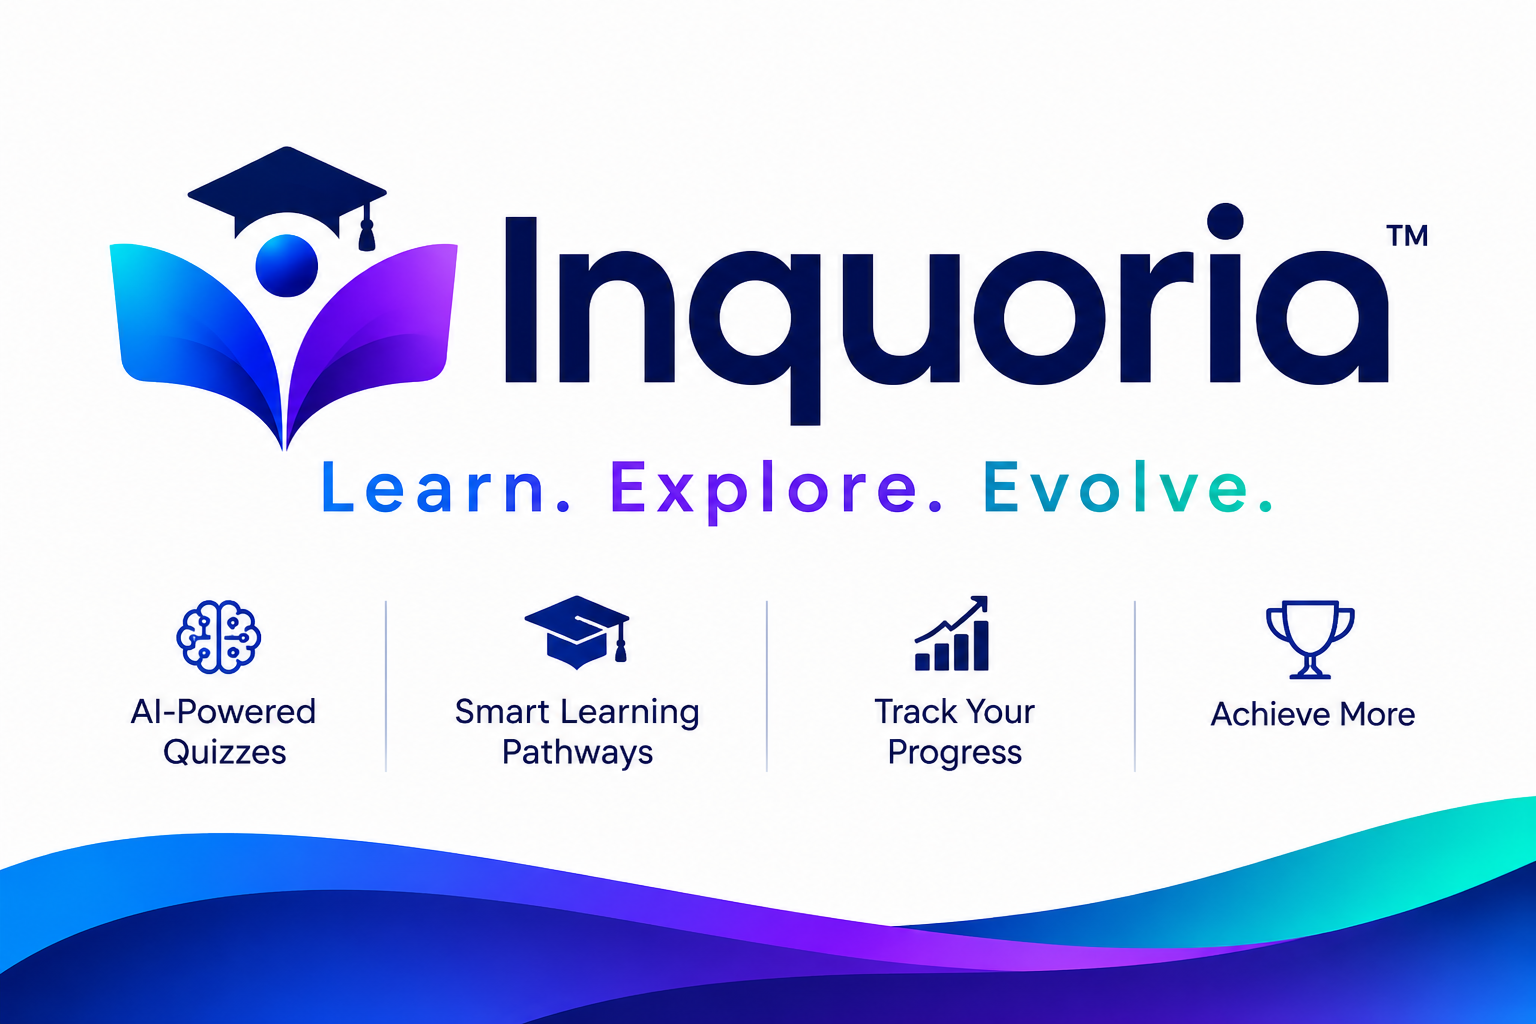 Inquoria™
Learn. Explore. Evolve.
AI-Powered
Quizzes
Smart Learning
Pathways
Track Your
Progress
Achieve More